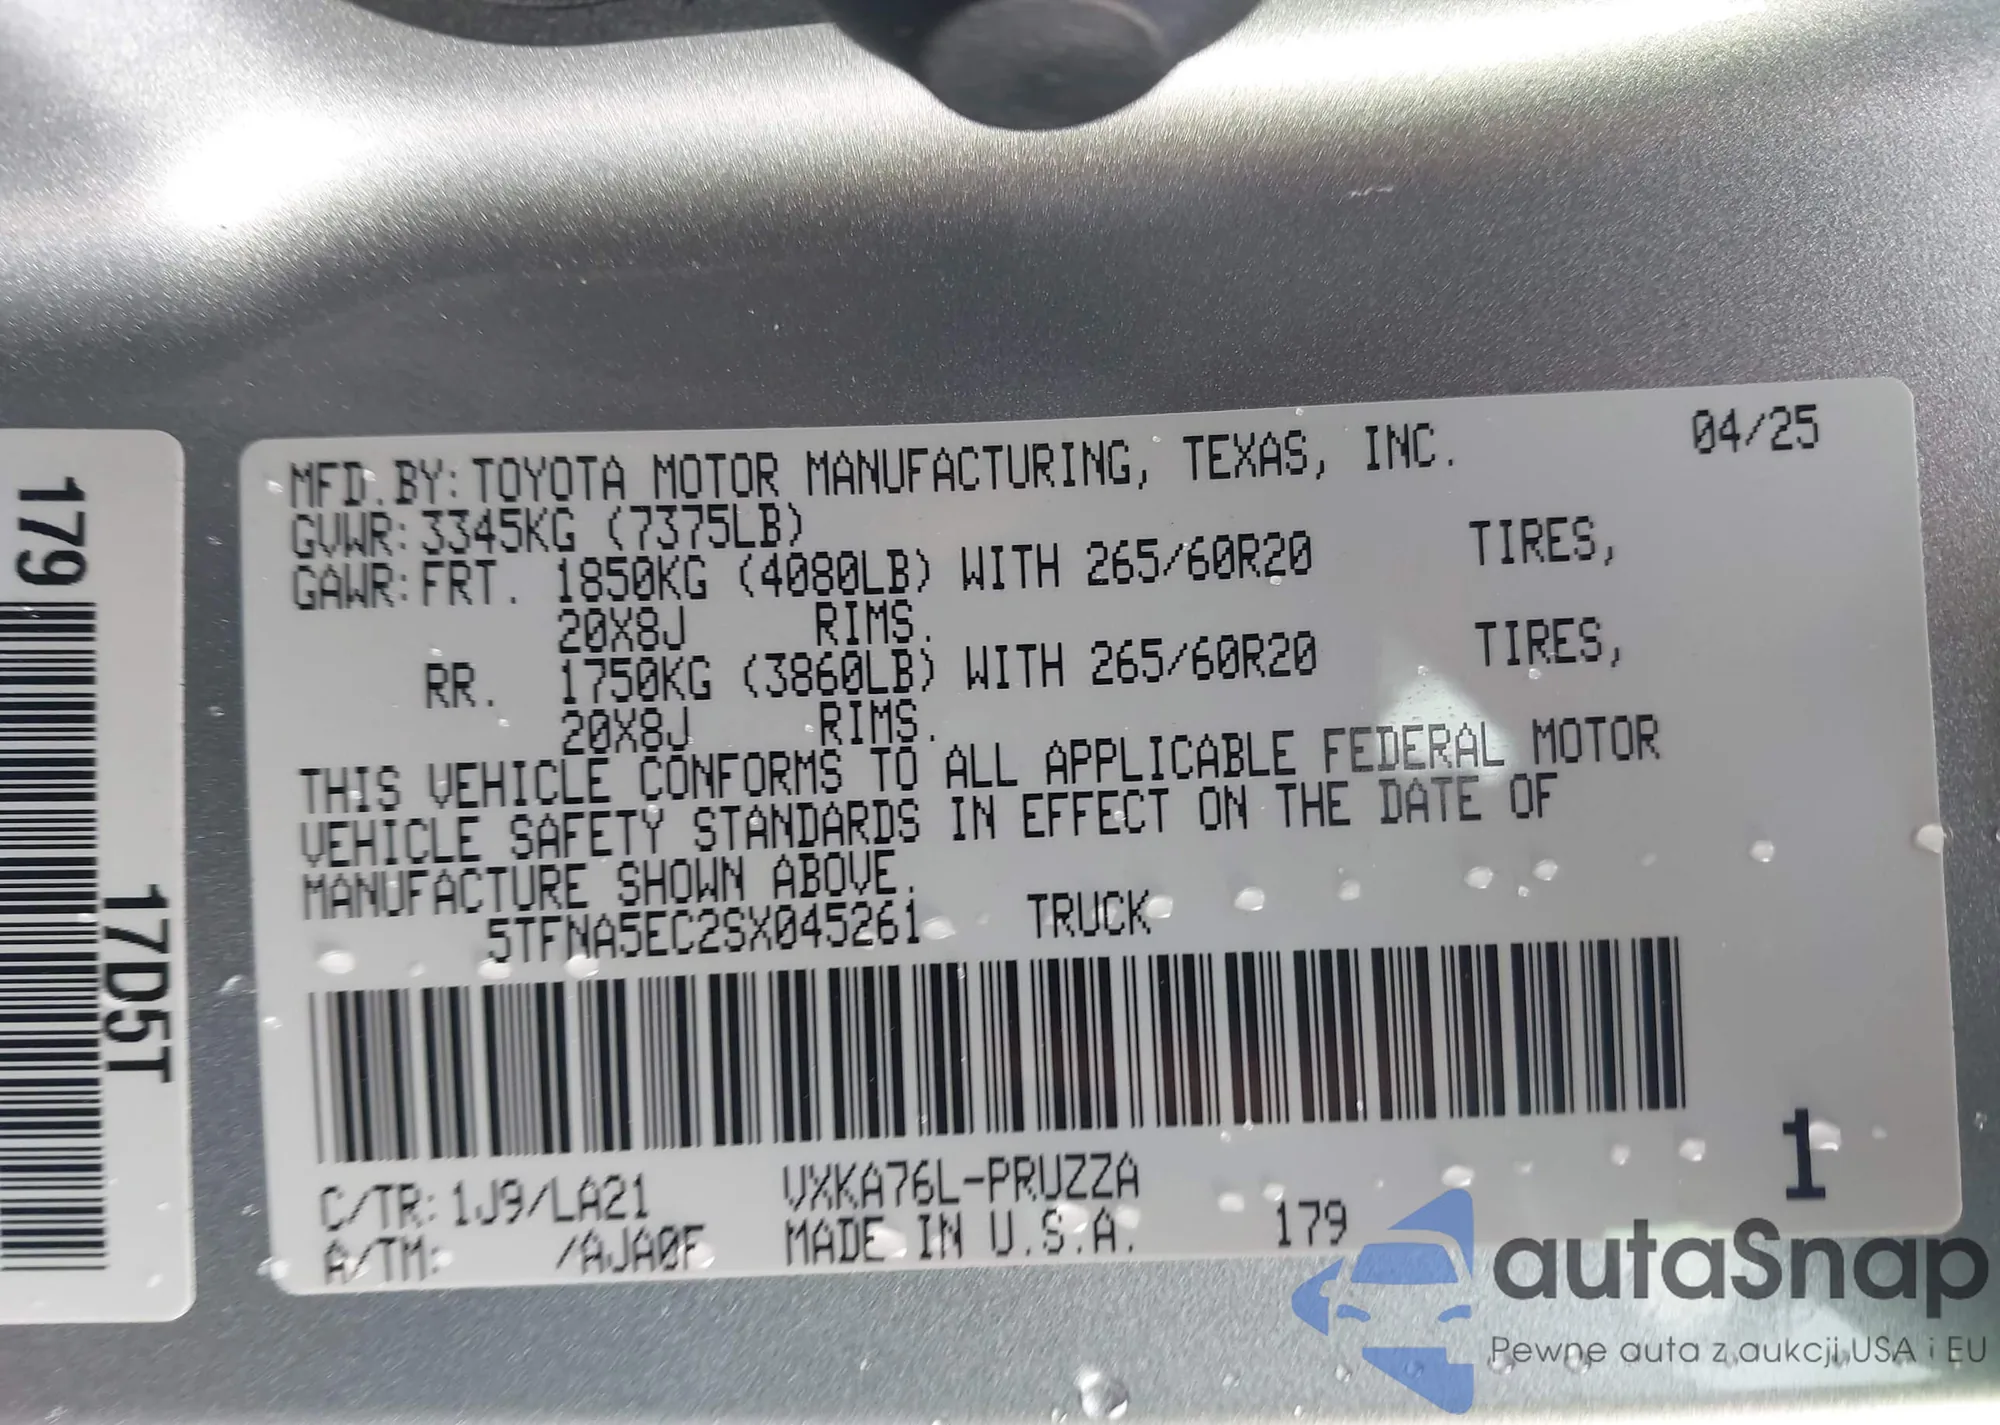 MFD.BY:TOYOTA MOTOR MANUFACTURING, TEXAS, INC. 04/25
GVWR:3345KG (7375LB)
GAWR:FRT. 1850KG (4080LB) WITH 265/60R20 TIRES,
20X8J RIMS.
RR. 1750KG (3860LB) WITH 265/60R20 TIRES,
20X8J RIMS.
THIS VEHICLE CONFORMS TO ALL APPLICABLE FEDERAL MOTOR
VEHICLE SAFETY STANDARDS IN EFFECT ON THE DATE OF
MANUFACTURE SHOWN ABOVE.
5TFNA5EC2SX045261 TRUCK
1
C/TR:1J9/LA21 VXKA76L-PRUZZA
A/TM: /AJA0F MADE IN U.S.A. 179
179
17D5T
autoSnap
Pewne auta z aukcji USA i EU